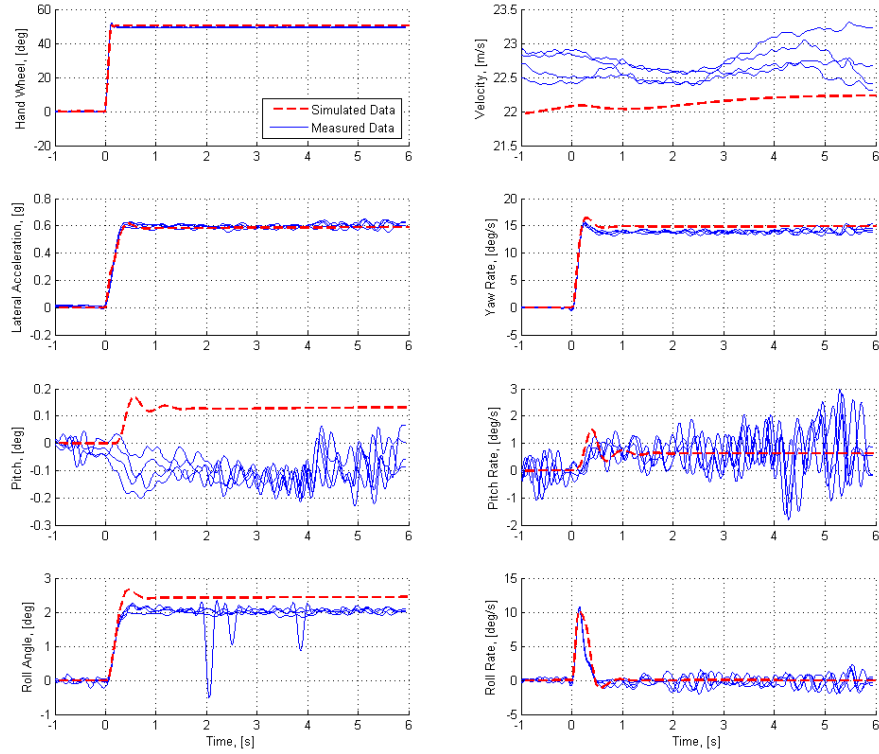 60
40
20
0
-20
-1 0 1 2 3 4 5 6
Hand Wheel, [deg]
Simulated Data
Measured Data
23.5
23
22.5
22
21.5
-1 0 1 2 3 4 5 6
Velocity, [m/s]
0.8
0.6
0.4
0.2
0
-0.2
-1 0 1 2 3 4 5 6
Lateral Acceleration, [g]
20
15
10
5
0
-5
-1 0 1 2 3 4 5 6
Yaw Rate, [deg/s]
0.2
0.1
0
-0.1
-0.2
-0.3
-1 0 1 2 3 4 5 6
Pitch, [deg]
3
2
1
0
-1
-2
-1 0 1 2 3 4 5 6
Pitch Rate, [deg/s]
3
2
1
0
-1
-1 0 1 2 3 4 5 6
Roll Angle, [deg]
Time, [s]
15
10
5
0
-5
-1 0 1 2 3 4 5 6
Roll Rate, [deg/s]
Time, [s]